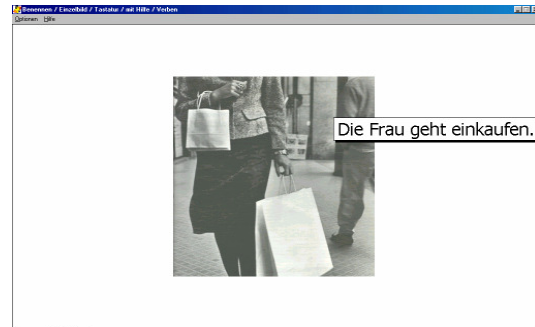 Benennen / Einzelbild / Tastatur / mit Hilfe / Verben
Optionen Hilfe
Die Frau geht einkaufen.